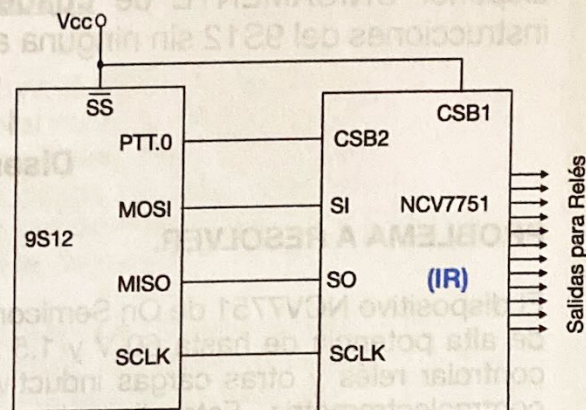 Vcc
SS
CSB1
PTT.0
CSB2
MOSI
SI
NCV7751
9S12
MISO
SO
(IR)
SCLK
SCLK
Salidas para Relés